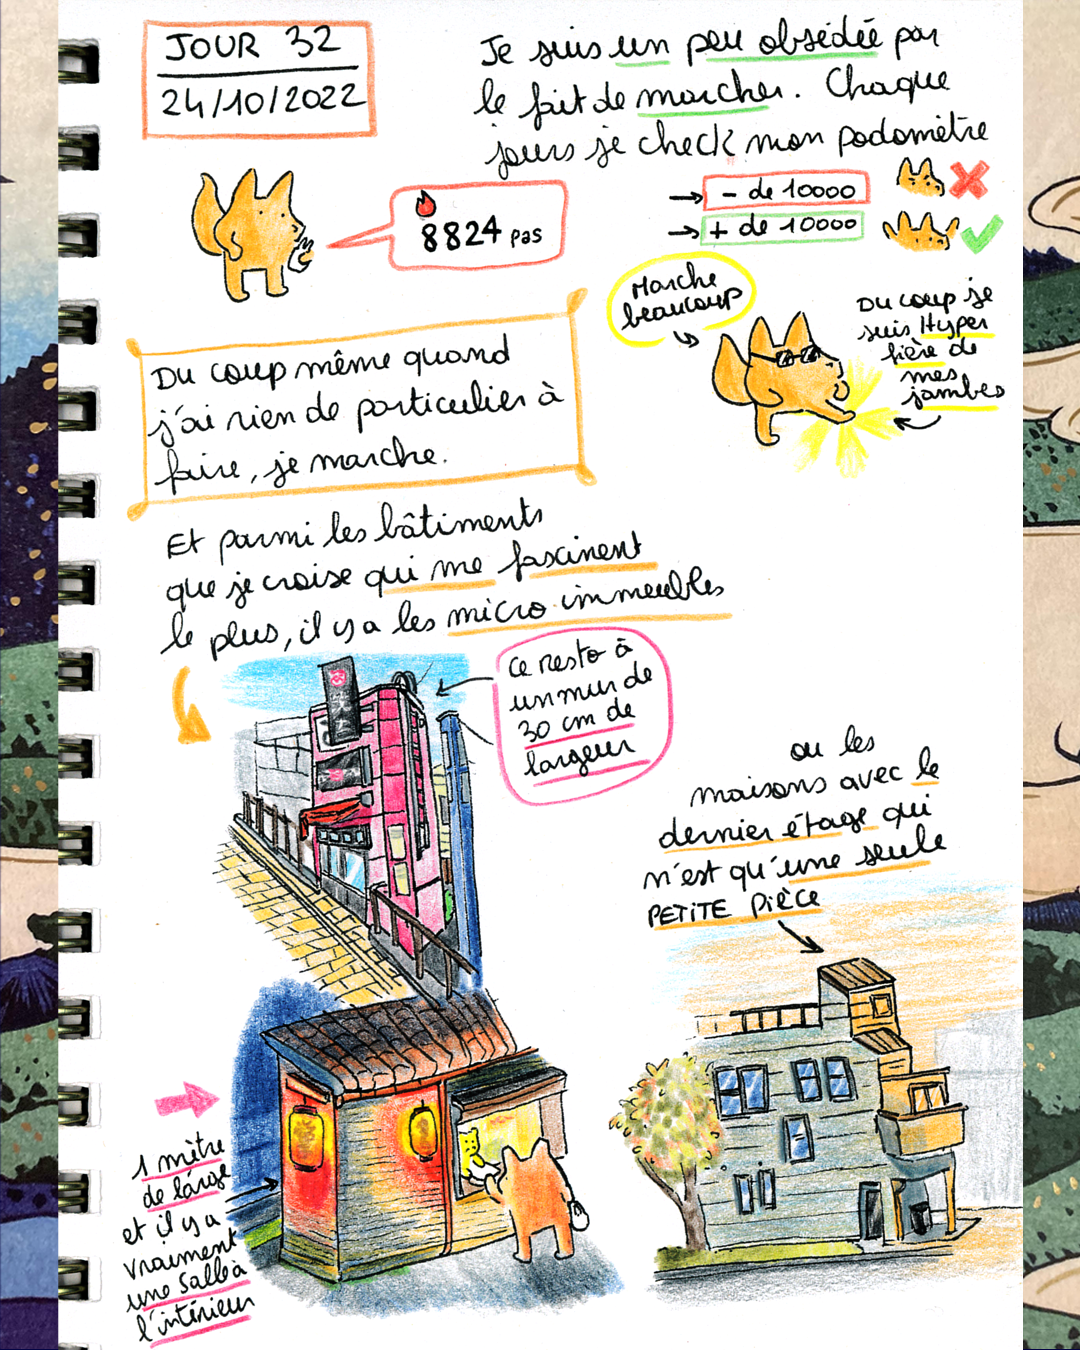 JOUR 32
24/10/2022
Je suis un peu obsédée par
le fait de marcher. Chaque
jours je check mon podomètre
→ - de 10000
→ + de 10000
8824 pas
Marche
beaucoup
Du coup je
suis Hyper
fière de
mes
jambes
Du coup même quand
j'ai rien de particulier à
faire, je marche.
Et parmi les bâtiments
que je croise qui me fascinent
le plus, il y a les micro immeubles
Ce resto à
un mur de
30 cm de
largeur
ou les
maisons avec le
dernier étage qui
n'est qu'une seule
PETITE PIÈCE
1 mètre
de large
et il y a
vraiment
une salle à
l'intérieur